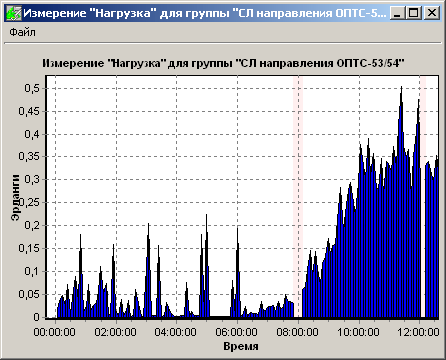 Измерение "Нагрузка" для группы "СЛ направления ОПТС-5...
Файл
Измерение "Нагрузка" для группы "СЛ направления ОПТС-53/54"
0,5
0,45
0,4
0,35
0,3
0,25
0,2
0,15
0,1
0,05
0
Эрланги
00:00:00 02:00:00 04:00:00 06:00:00 08:00:00 10:00:00 12:00:00
Время